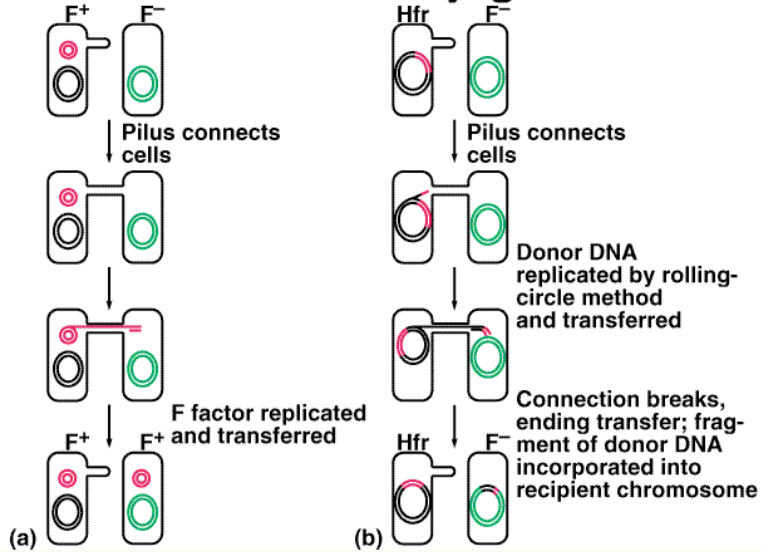 F+ F–
Pilus connects
cells
F factor replicated
and transferred
F+ F+
(a)
Hfr F–
Pilus connects
cells
Donor DNA
replicated by rolling-
circle method
and transferred
Connection breaks,
ending transfer; frag-
ment of donor DNA
incorporated into
recipient chromosome
Hfr F–
(b)